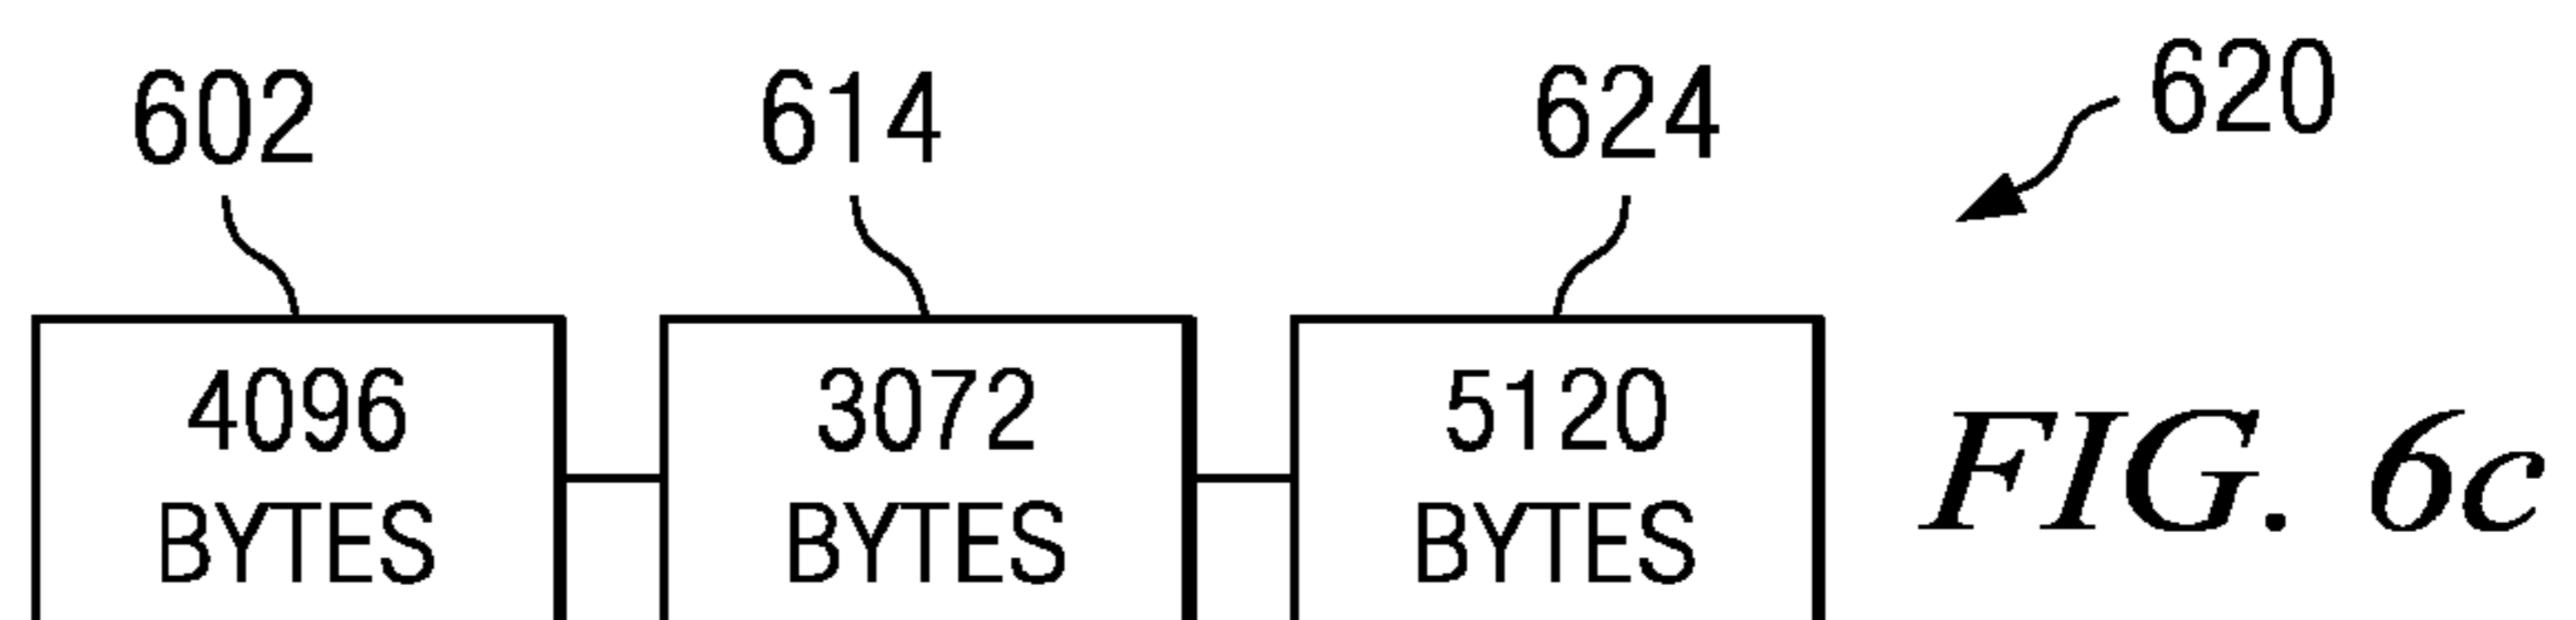 602 614 624 620
4096 3072 5120
BYTES BYTES BYTES
FIG. 6c